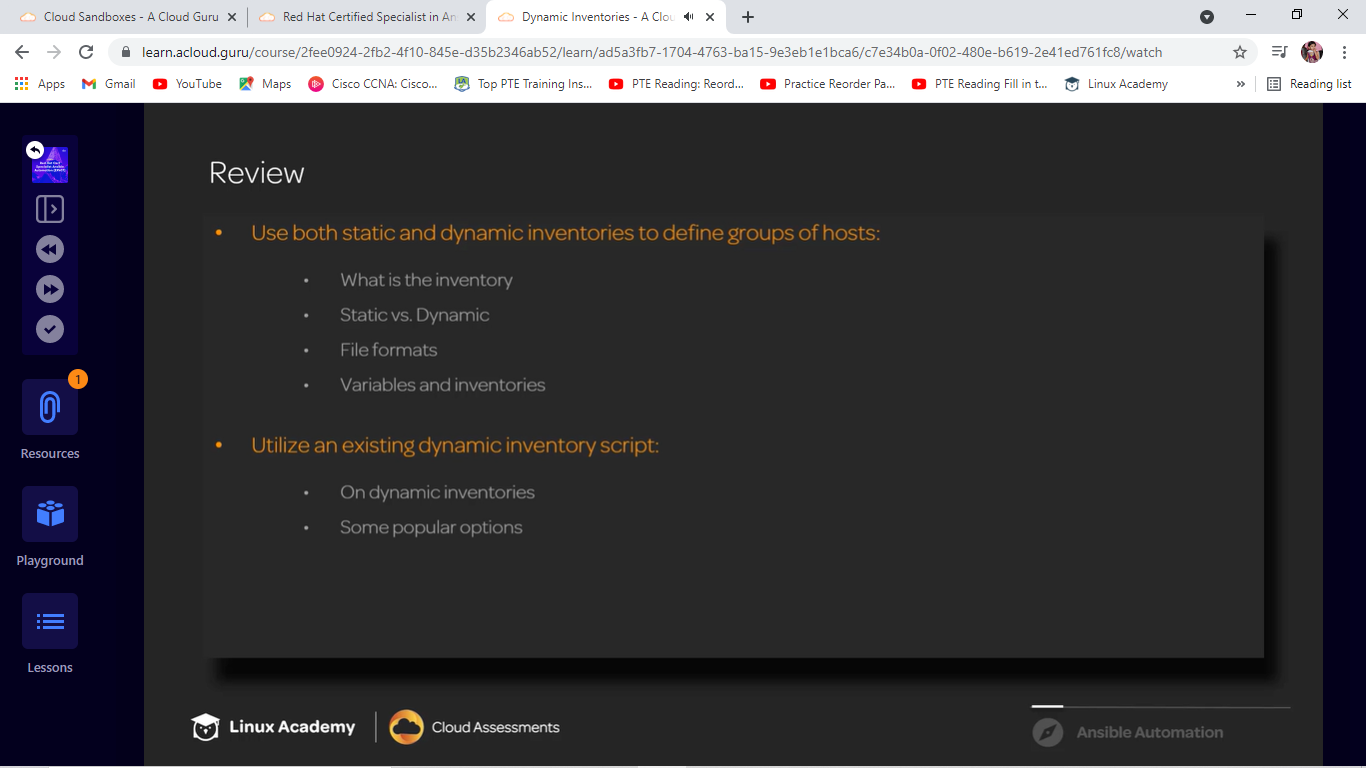 Cloud Sandboxes - A Cloud Guru
Red Hat Certified Specialist in An
Dynamic Inventories - A Clou
learn.acloud.guru/course/2fee0924-2fb2-4f10-845e-d35b2346ab52/learn/ad5a3fb7-1704-4763-ba15-9e3eb1e1bca6/c7e34b0a-0f02-480e-b619-2e41ed761fc8/watch
Apps Gmail YouTube Maps Cisco CCNA: Cisco... Top PTE Training Ins... PTE Reading: Reord... Practice Reorder Pa... PTE Reading Fill in t... Linux Academy » Reading list
Review
• Use both static and dynamic inventories to define groups of hosts:
• What is the inventory
• Static vs. Dynamic
• File formats
• Variables and inventories
• Utilize an existing dynamic inventory script:
• On dynamic inventories
• Some popular options
1
Resources
Playground
Lessons
Linux Academy
Cloud Assessments
Ansible Automation